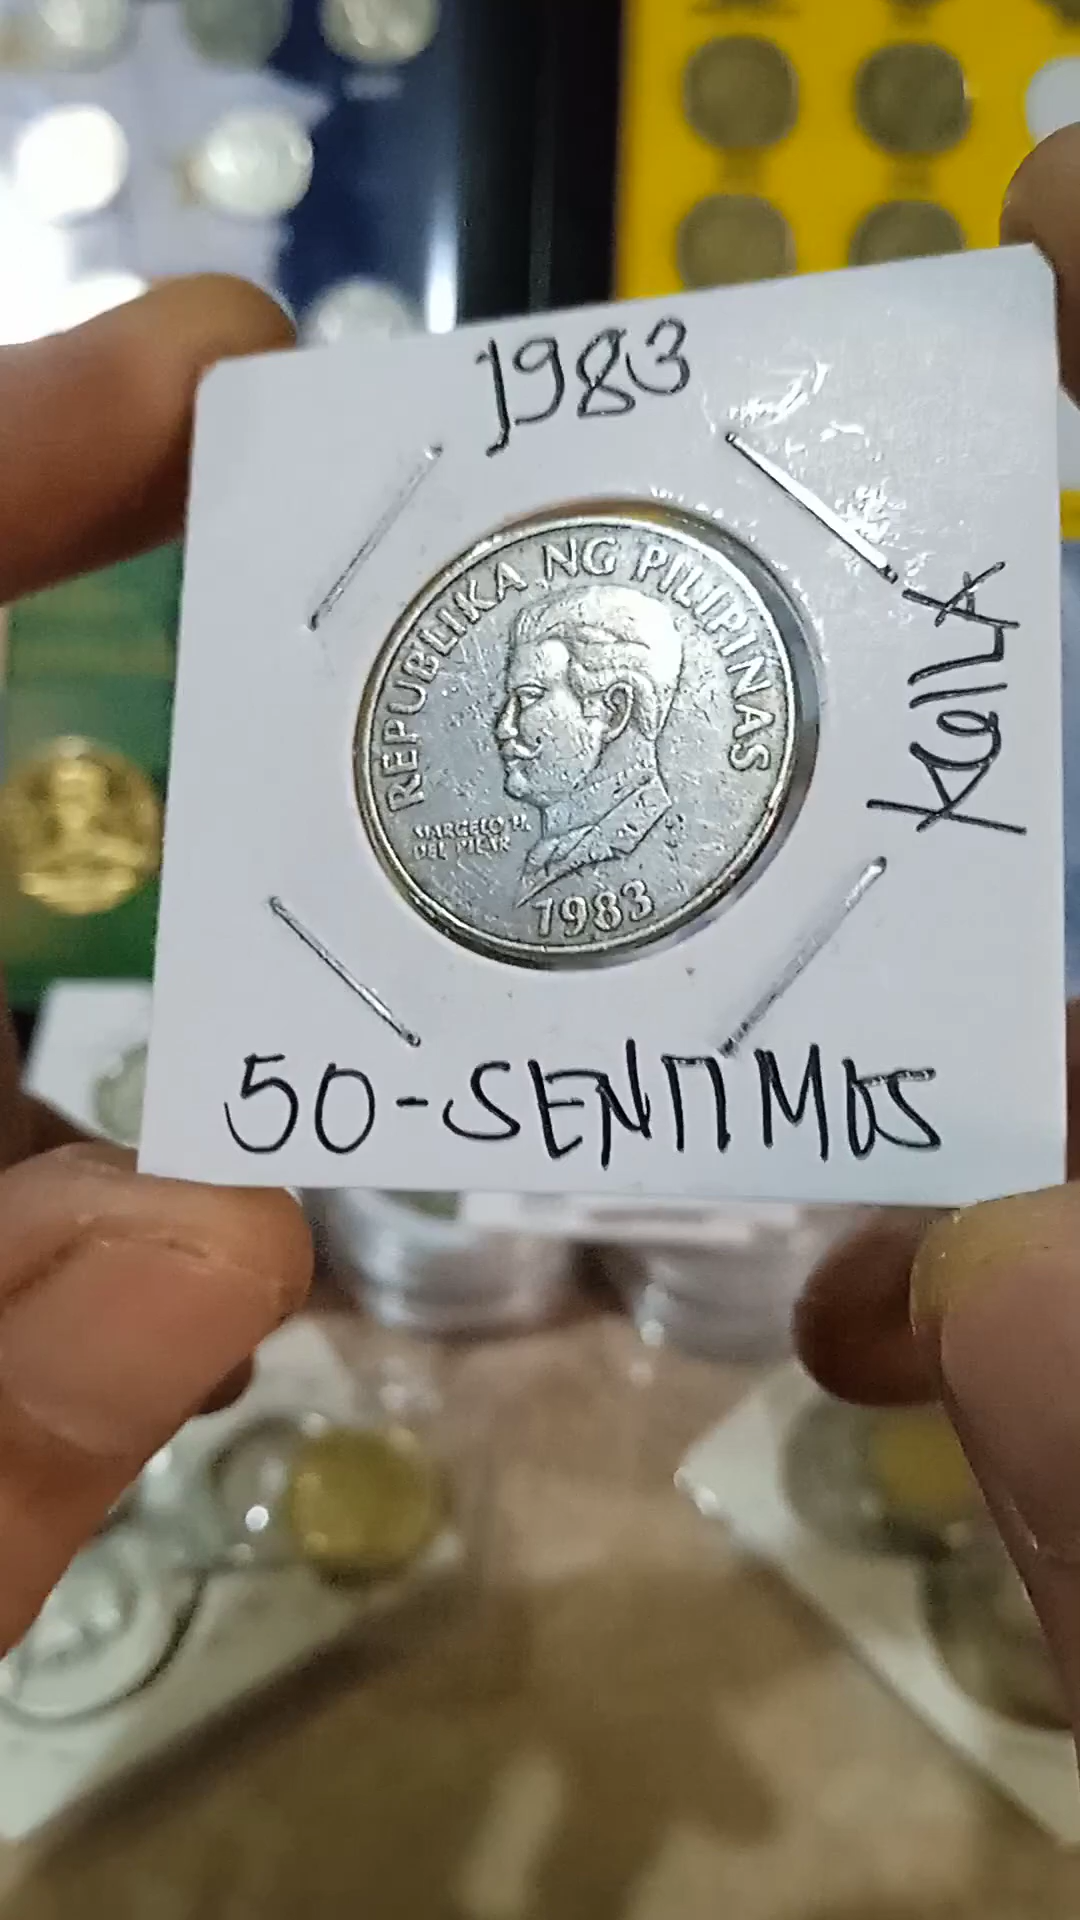 1983
REPUBLIKA NG PILIPINAS
MARCELO H.
DEL PILAR
1983
50-SENTIMOS